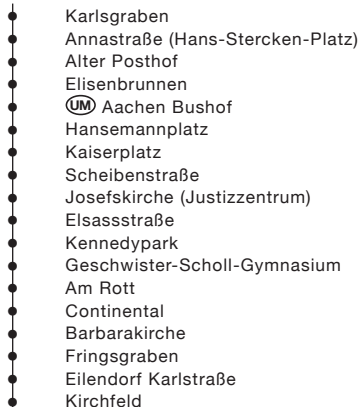 Karlsgraben
Annastraße (Hans-Stercken-Platz)
Alter Posthof
Elisenbrunnen
UM Aachen Bushof
Hansemannplatz
Kaiserplatz
Scheibenstraße
Josefskirche (Justizzentrum)
Elsassstraße
Kennedypark
Geschwister-Scholl-Gymnasium
Am Rott
Continental
Barbarakirche
Fringsgraben
Eilendorf Karlstraße
Kirchfeld